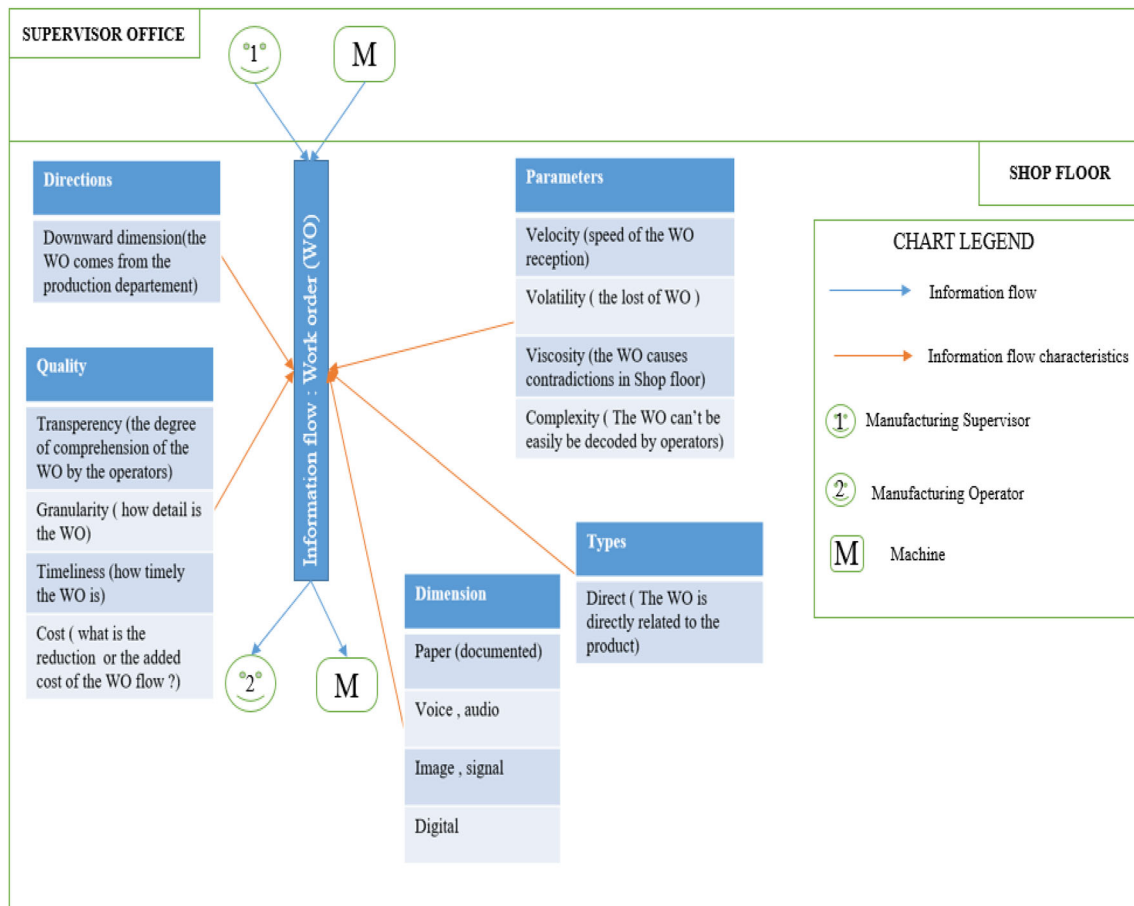 SUPERVISOR OFFICE
1
M
SHOP FLOOR
Directions
Downward dimension(the
WO comes from the
production departement)
Quality
Transperency (the degree
of comprehension of the
WO by the operators)
Granularity ( how detail is
the WO)
Timeliness (how timely
the WO is)
Cost ( what is the
reduction or the added
cost of the WO flow ?)
Information flow : Work order (WO)
2
M
Parameters
Velocity (speed of the WO
reception)
Volatility ( the lost of WO )
Viscosity (the WO causes
contradictions in Shop floor)
Complexity ( The WO can't be
easily be decoded by operators)
Types
Direct ( The WO is
directly related to the
product)
Dimension
Paper (documented)
Voice , audio
Image , signal
Digital
CHART LEGEND
Information flow
Information flow characteristics
1 Manufacturing Supervisor
2 Manufacturing Operator
M Machine